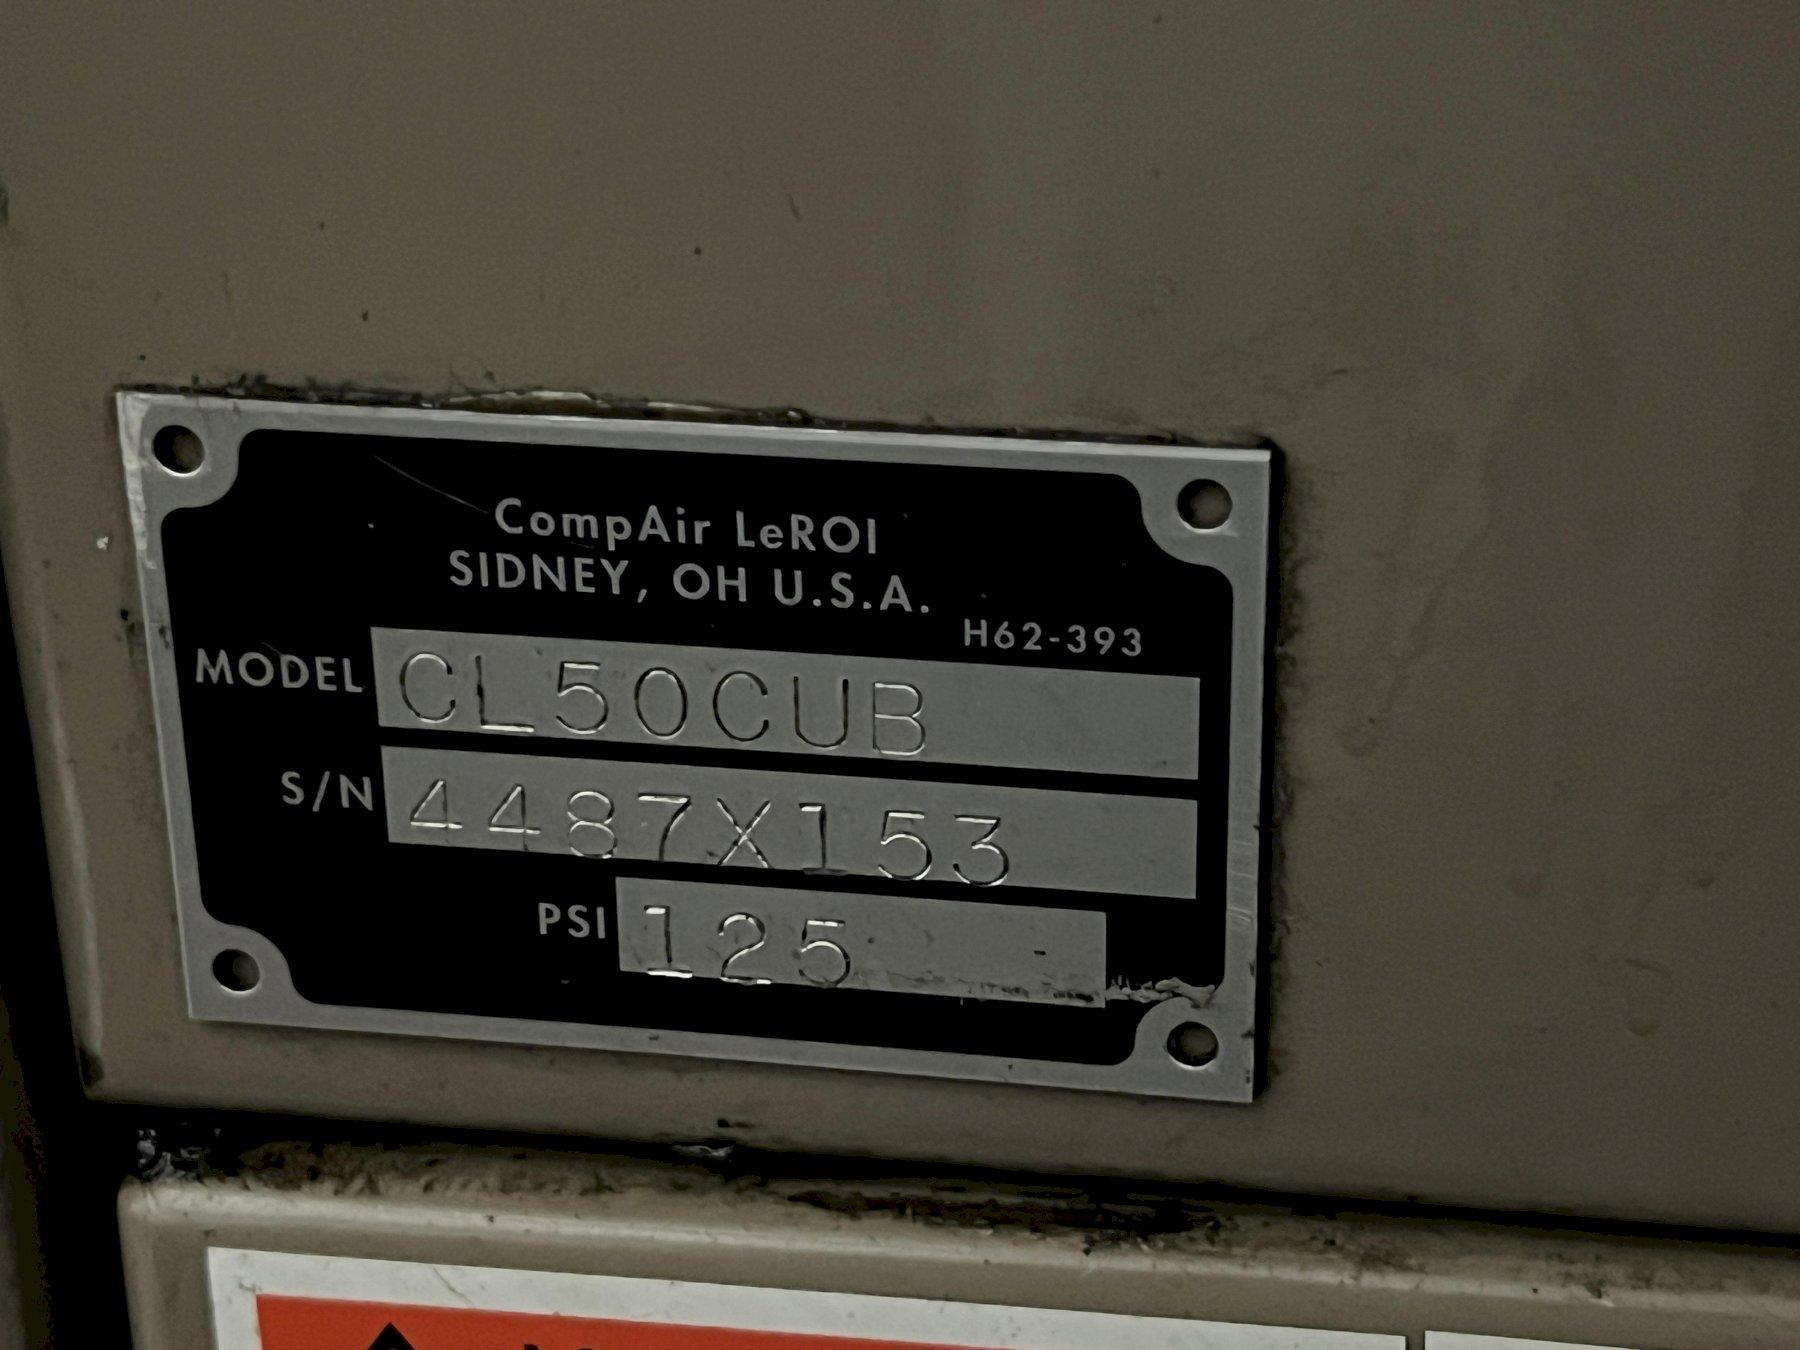 CompAir LeROI
SIDNEY, OH U.S.A.
H62-393
MODEL CL50CUB
S/N 4487X153
PSI 125